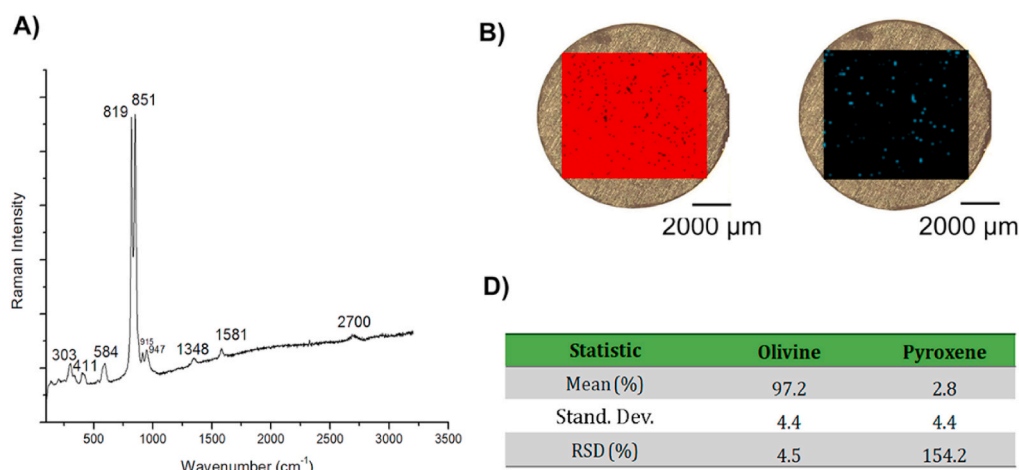 A)
Raman Intensity
819
851
303
411
584
915
947
1348
1581
2700
500
1000
1500
2000
2500
3000
3500
Wavenumber (cm⁻¹)
B)
2000 µm
2000 µm
D)
Statistic Olivine Pyroxene
Mean (%) 97.2 2.8
Stand. Dev. 4.4 4.4
RSD (%) 4.5 154.2